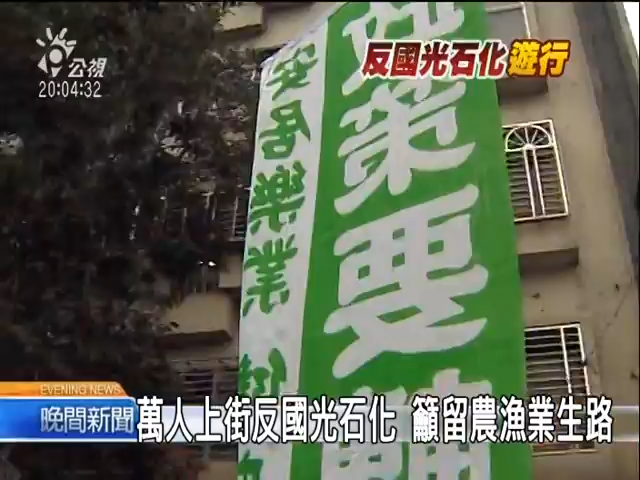 公視
20:04:32
反國光石化遊行
策要
安居樂業
EVENING NEWS
晚間新聞
萬人上街反國光石化 籲留農漁業生路